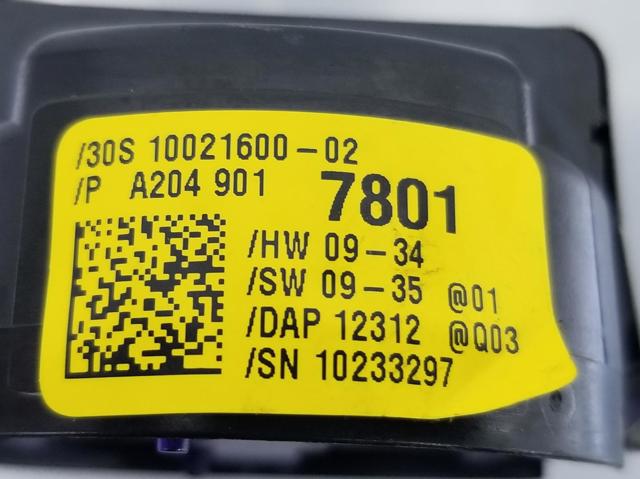 /30S 10021600-02
/P A204 901 7801
/HW 09-34
/SW 09-35 @01
/DAP 12312 @Q03
/SN 10233297